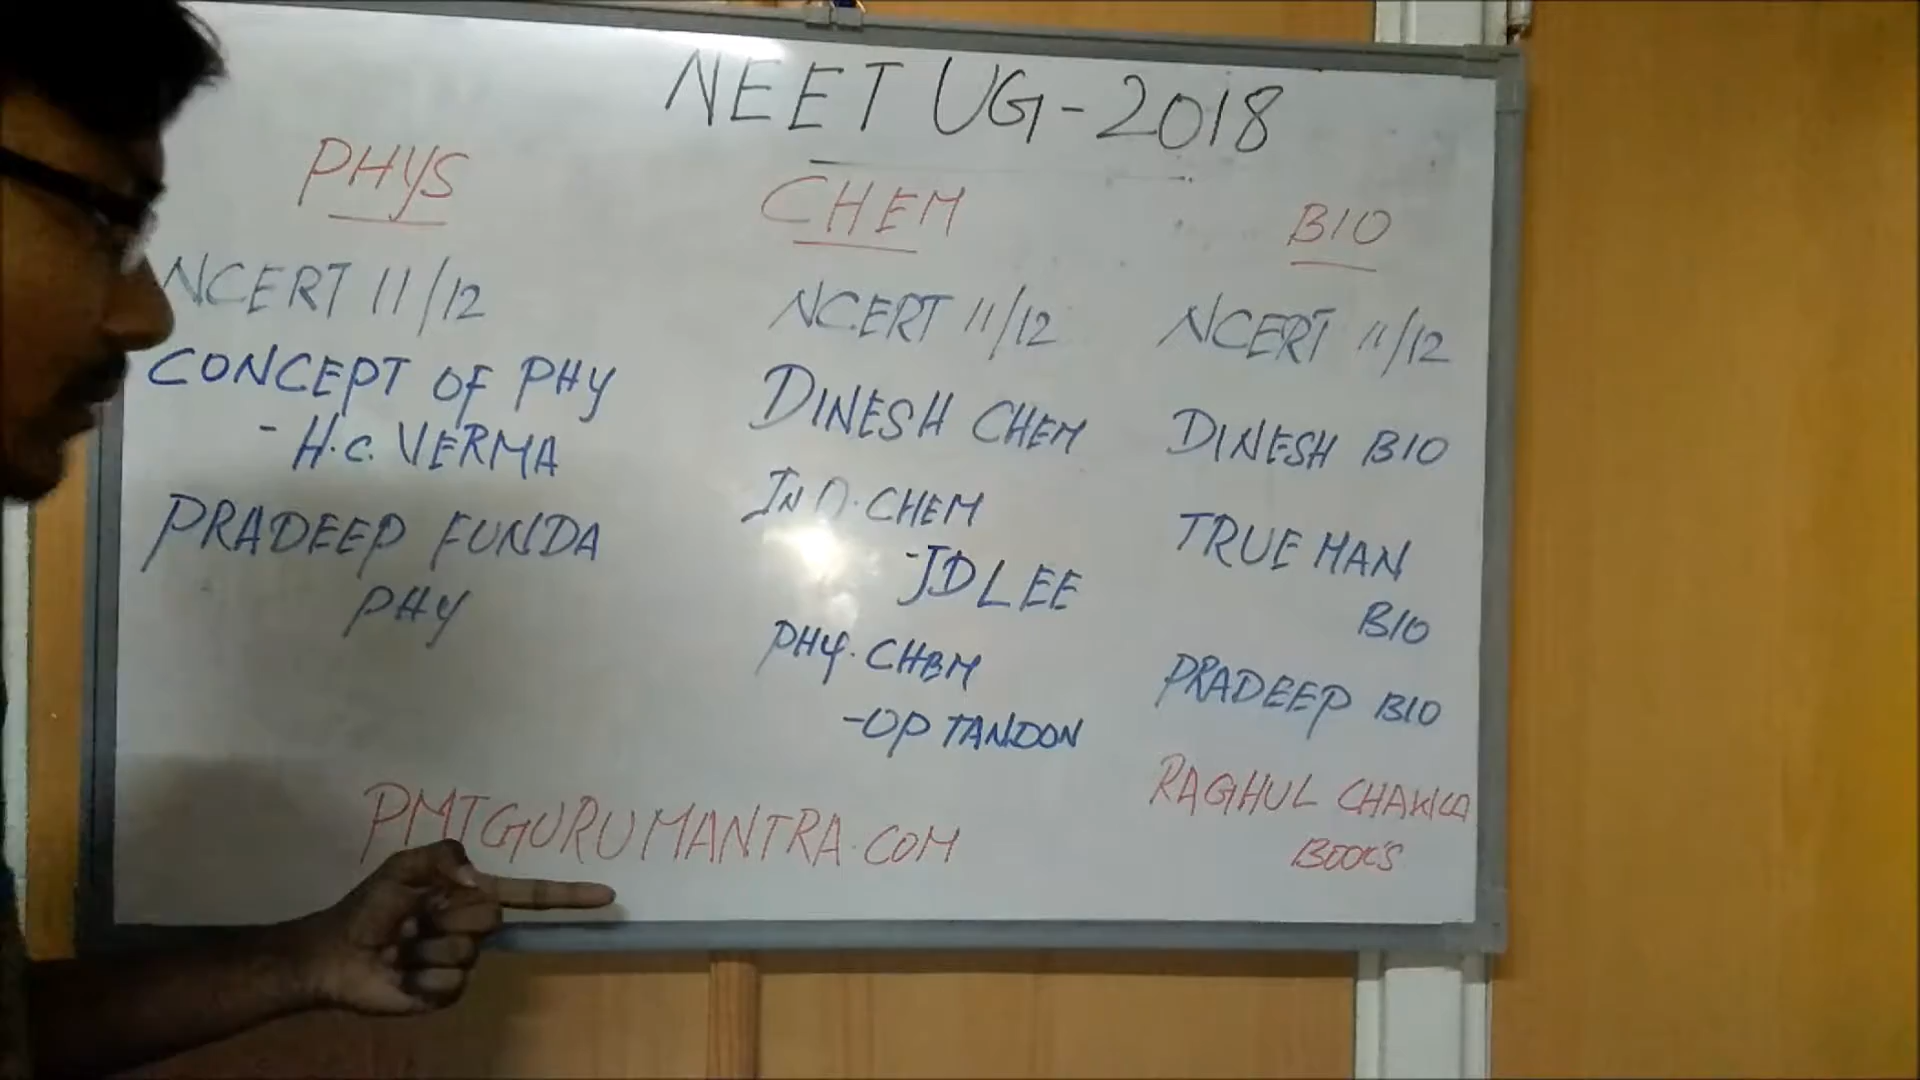 NEET UG-2018
PHYS
NCERT 11/12
CONCEPT OF PHY
- H.C. VERMA
PRADEEP FUNDA
PHY
CHEM
NCERT 11/12
DINESH CHEM
CHEM
-JD LEE
PHY. CHEM
-OP TANDON
BIO
NCERT 11/12
DINESH BIO
TRUE MAN
BIO
PRADEEP BIO
RAGHUL
BOOKS
PMTGURUMANTRA.COM